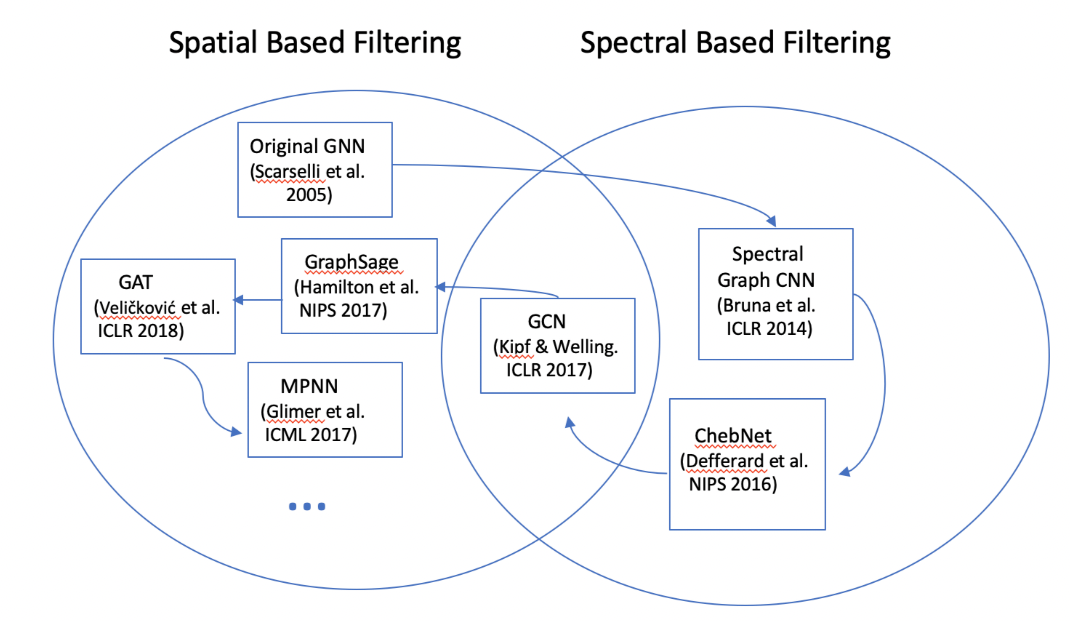 Spatial Based Filtering
Spectral Based Filtering
Original GNN
(Scarselli et al.
2005)
GraphSage
(Hamilton et al.
NIPS 2017)
GAT
(Veličković et al.
ICLR 2018)
MPNN
(Glimer et al.
ICML 2017)
...
GCN
(Kipf & Welling.
ICLR 2017)
Spectral
Graph CNN
(Bruna et al.
ICLR 2014)
ChebNet
(Defferard et al.
NIPS 2016)